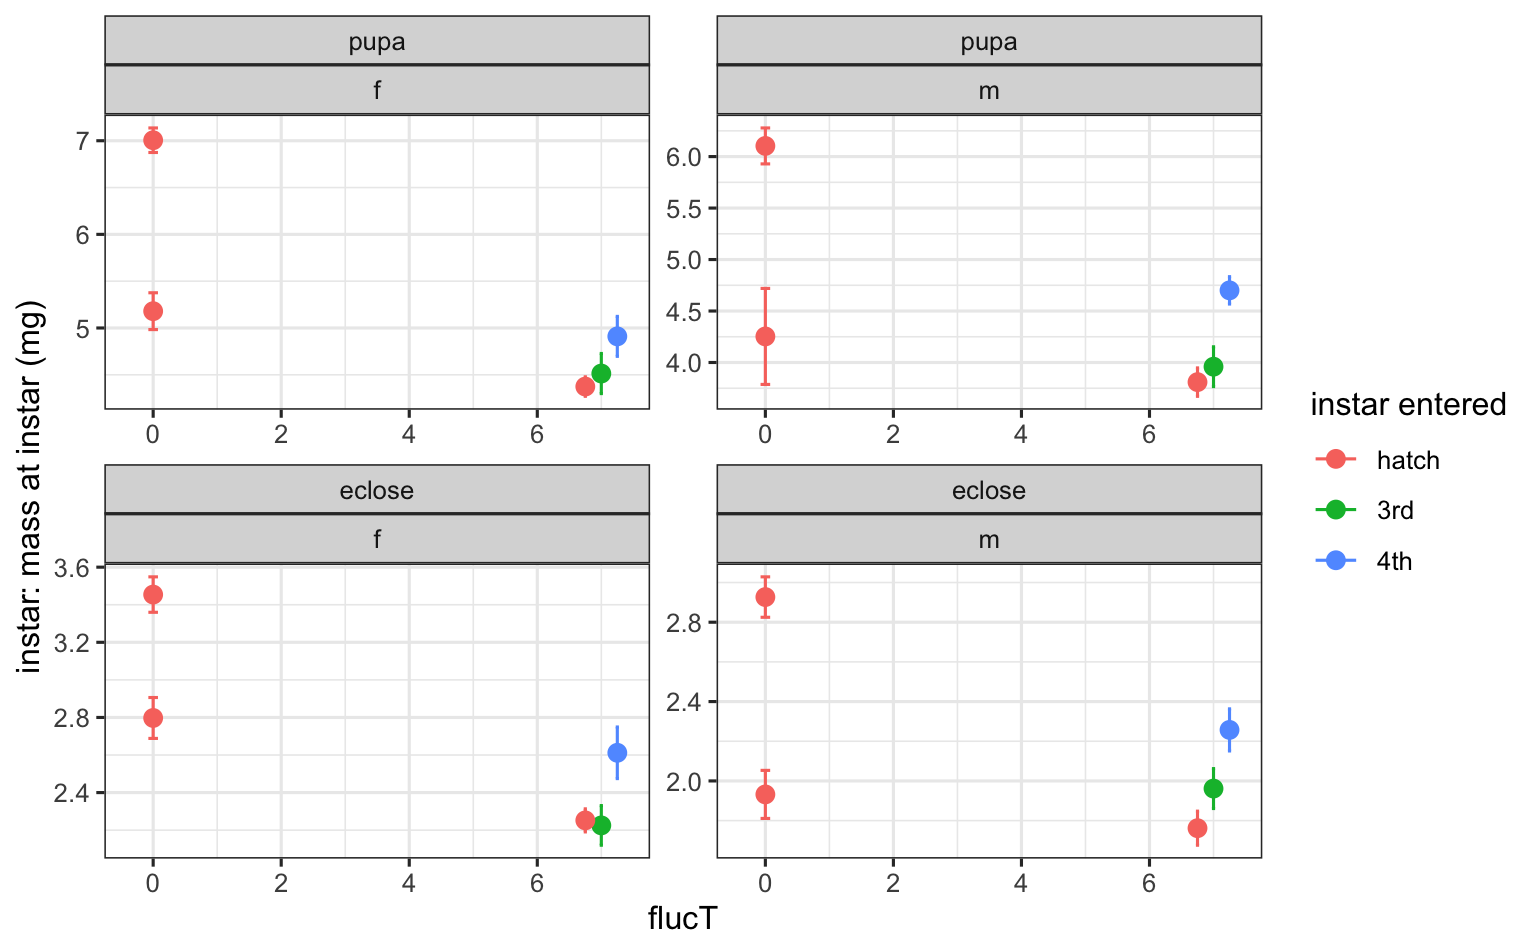 pupa
f
7
6
5
0 2 4 6
pupa
m
6.0
5.5
5.0
4.5
4.0
0 2 4 6
eclose
f
3.6
3.2
2.8
2.4
0 2 4 6
eclose
m
2.8
2.4
2.0
0 2 4 6
flucT
instar: mass at instar (mg)
instar entered
hatch
3rd
4th